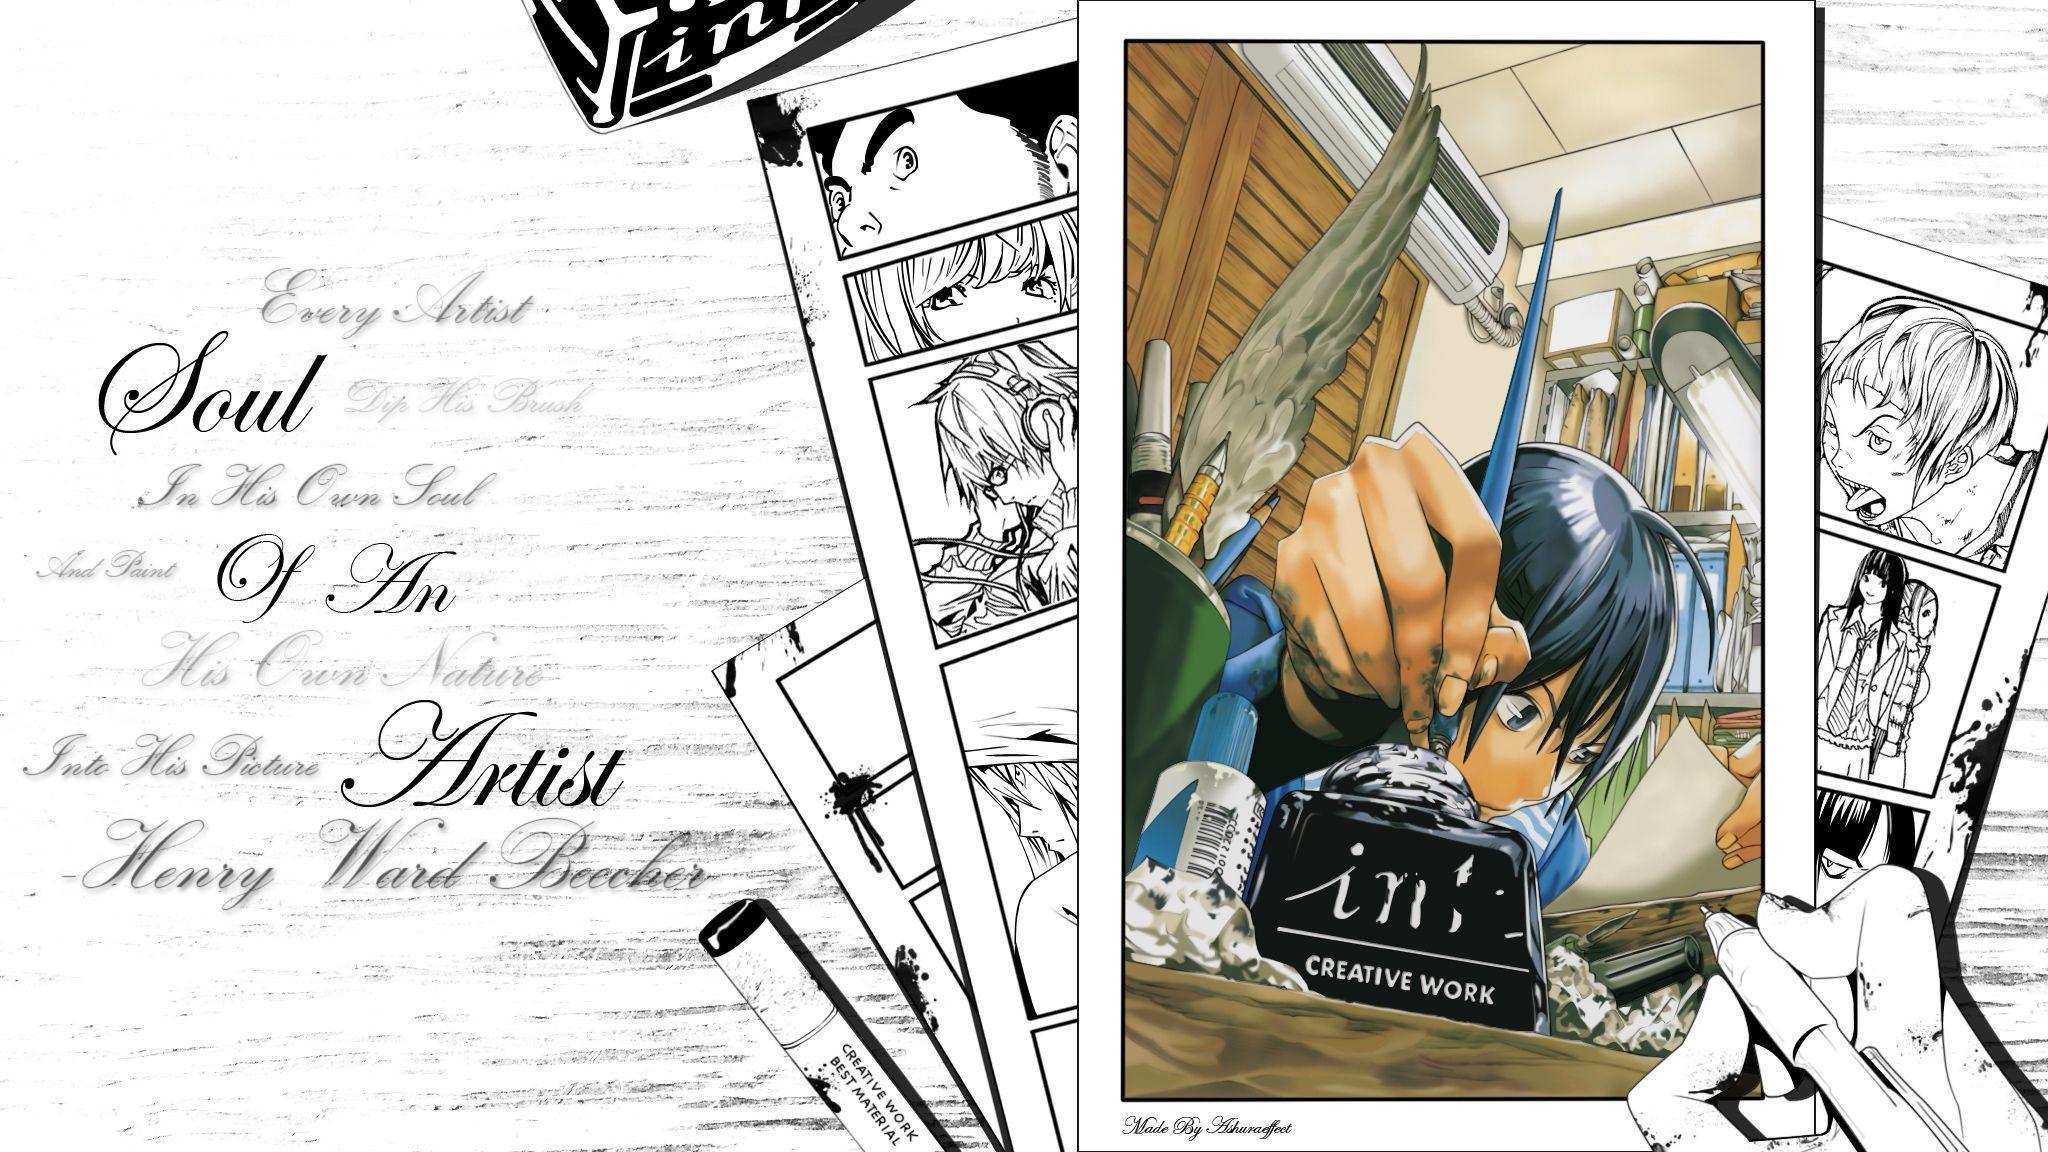 in
Every Artist
Soul Dip His Brush
In His Own Soul
And Paint Of An
His Own Nature
Into His Picture Artist
-Henry Ward Beecher
CREATIVE WORK
BEST MATERIAL
CREATIVE WORK
Made By Ashuraeffect